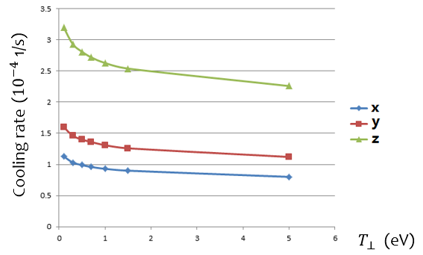 3.5
3
2.5
2
1.5
1
0.5
0
Cooling rate (10⁻⁴ 1/s)
0 1 2 3 4 5 6
T⊥ (eV)
x
y
z